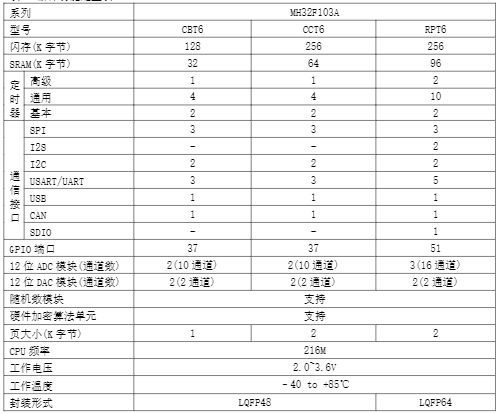 系列 MH32F103A
型号 CBT6 CCT6 RPT6
闪存(K 字节) 128 256 256
SRAM(K 字节) 32 64 96
定时器 高级 1 1 2
通用 4 4 10
基本 2 2 2
通信接口 SPI 3 3 3
I2S - - 2
I2C 2 2 2
USART/UART 3 3 5
USB 1 1 1
CAN 1 1 1
SDIO - - 1
GPIO 端口 37 37 51
12 位 ADC 模块(通道数) 2(10 通道) 2(10 通道) 3(16 通道)
12 位 DAC 模块(通道数) 2(2 通道) 2(2 通道) 2(2 通道)
随机数模块 支持
硬件加密算法单元 支持
页大小(K 字节) 1 2 2
CPU 频率 216M
工作电压 2.0~3.6V
工作温度 -40 to +85℃
封装形式 LQFP48 LQFP64